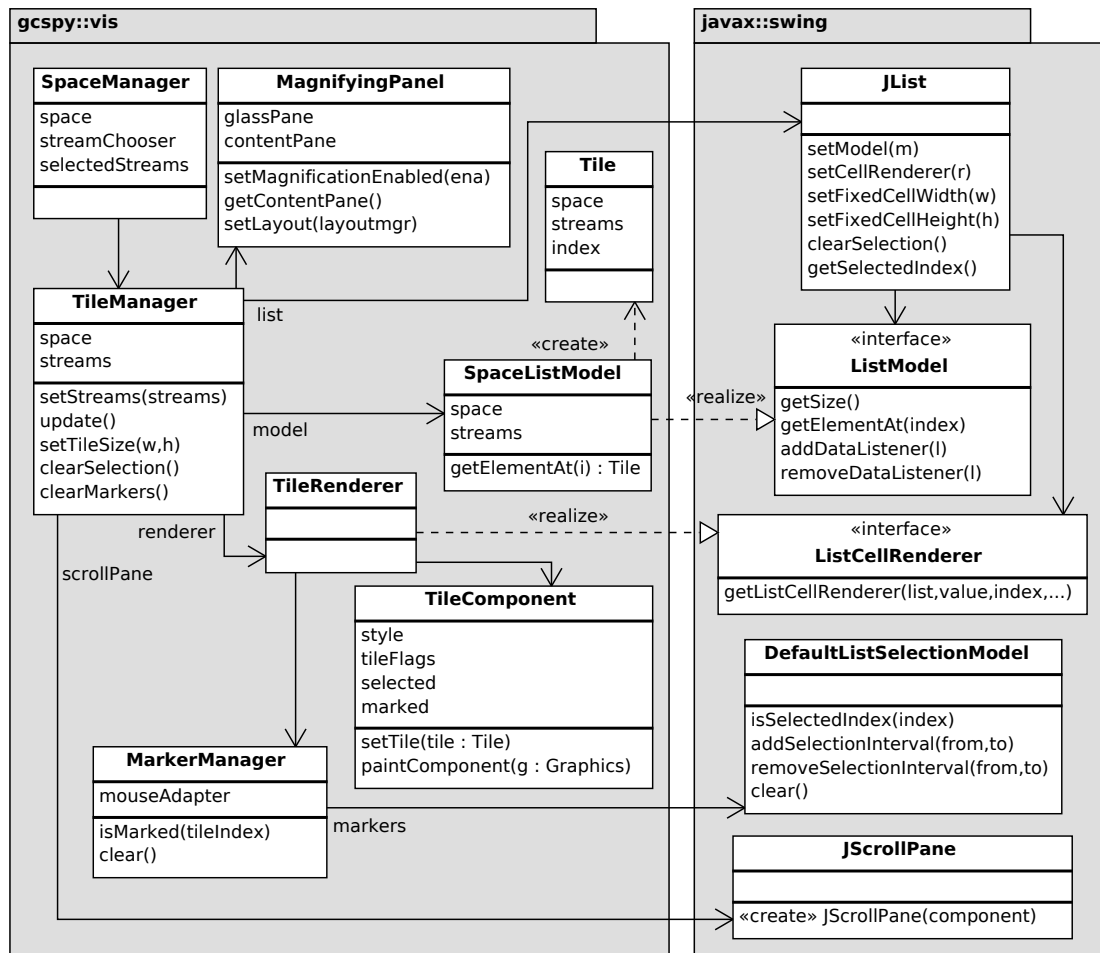 gcspy::vis
SpaceManager
space
streamChooser
selectedStreams
MagnifyingPanel
glassPane
contentPane
setMagnificationEnabled(ena)
getContentPane()
setLayout(layoutmgr)
Tile
space
streams
index
TileManager
space
streams
setStreams(streams)
update()
setTileSize(w,h)
clearSelection()
clearMarkers()
list
«create»
SpaceListModel
space
streams
getElementAt(i) : Tile
model
TileRenderer
renderer
scrollPane
TileComponent
style
tileFlags
selected
marked
setTile(tile : Tile)
paintComponent(g : Graphics)
MarkerManager
mouseAdapter
isMarked(tileIndex)
clear()
markers
«realize»
«realize»
javax::swing
JList
setModel(m)
setCellRenderer(r)
setFixedCellWidth(w)
setFixedCellHeight(h)
clearSelection()
getSelectedIndex()
«interface»
ListModel
getSize()
getElementAt(index)
addDataListener(l)
removeDataListener(l)
«interface»
ListCellRenderer
getListCellRenderer(list,value,index,...)
DefaultListSelectionModel
isSelectedIndex(index)
addSelectionInterval(from,to)
removeSelectionInterval(from,to)
clear()
JScrollPane
«create» JScrollPane(component)